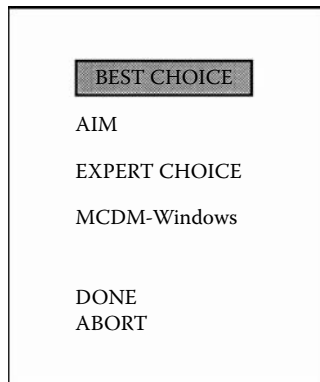 BEST CHOICE
AIM
EXPERT CHOICE
MCDM-Windows
DONE
ABORT